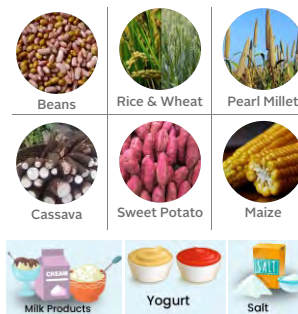 Beans
Rice & Wheat
Pearl Millet
Cassava
Sweet Potato
Maize
CREAM
SALT
Milk Products
Yogurt
Salt